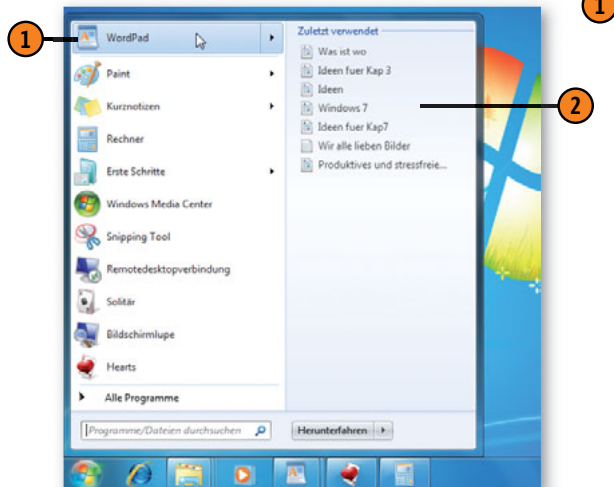 1
1
WordPad
Paint
Kurznotizen
Rechner
Erste Schritte
Windows Media Center
Snipping Tool
Remotedesktopverbindung
Solitär
Bildschirmlupe
Hearts
Alle Programme
Programme/Dateien durchsuchen
Zuletzt verwendet
Was ist wo
Ideen fuer Kap 3
Ideen
Windows 7
2
Ideen fuer Kap7
Wir alle lieben Bilder
Produktives und stressfreie...
Herunterfahren